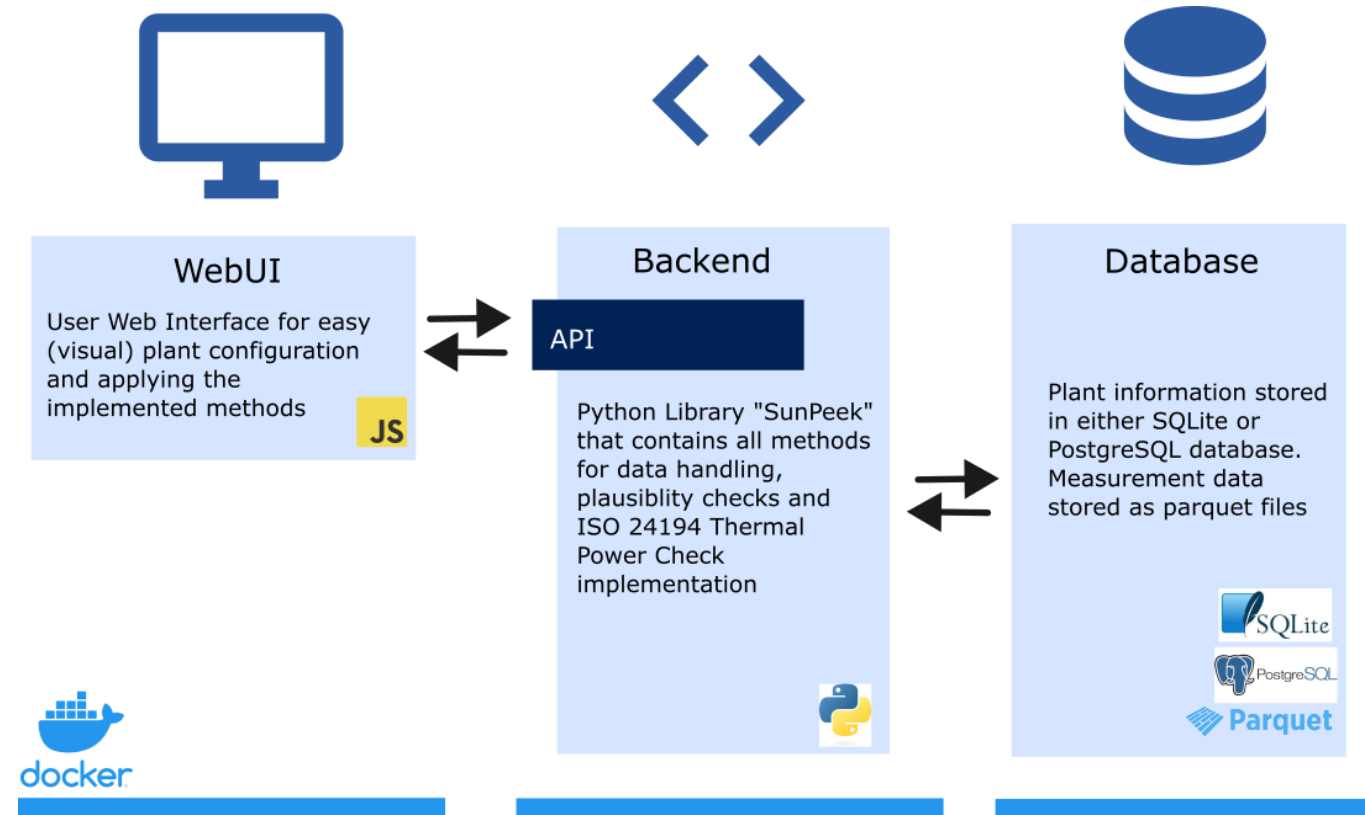 WebUI
User Web Interface for easy
(visual) plant configuration
and applying the
implemented methods
JS
Backend
API
Python Library "SunPeek"
that contains all methods
for data handling,
plausiblity checks and
ISO 24194 Thermal
Power Check
implementation
Database
Plant information stored
in either SQLite or
PostgreSQL database.
Measurement data
stored as parquet files
SQLite
PostgreSQL
Parquet
docker